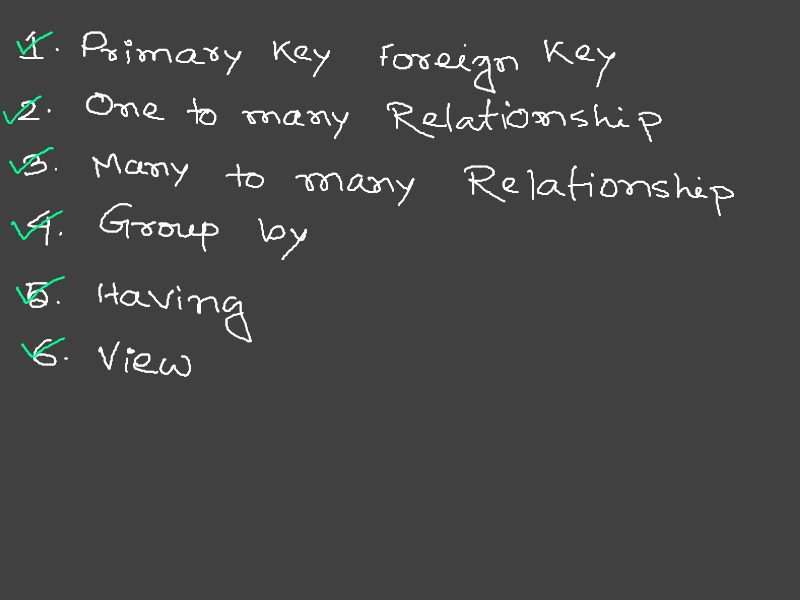 1. Primary Key Foreign Key
2. One to many Relationship
3. Many to many Relationship
4. Group by
5. Having
6. View